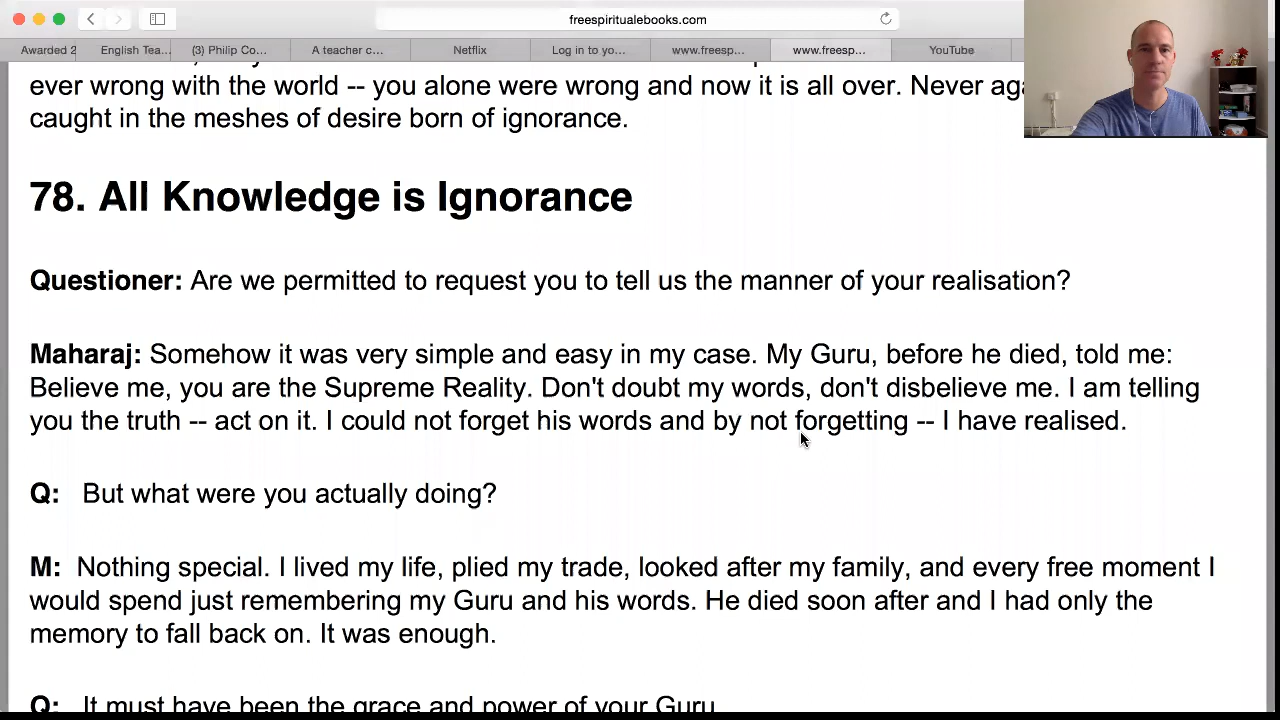 freespiritualebooks.com
Awarded 2
English Tea...
(3) Philip Co...
A teacher c...
Netflix
Log in to yo...
www.freesp...
www.freesp...
YouTube
ever wrong with the world -- you alone were wrong and now it is all over. Never
caught in the meshes of desire born of ignorance.
78. All Knowledge is Ignorance
Questioner: Are we permitted to request you to tell us the manner of your realisation?
Maharaj: Somehow it was very simple and easy in my case. My Guru, before he died, told me:
Believe me, you are the Supreme Reality. Don't doubt my words, don't disbelieve me. I am telling
you the truth -- act on it. I could not forget his words and by not forgetting -- I have realised.
Q: But what were you actually doing?
M: Nothing special. I lived my life, plied my trade, looked after my family, and every free moment I
would spend just remembering my Guru and his words. He died soon after and I had only the
memory to fall back on. It was enough.
Q: It must have been the grace and power of your Guru